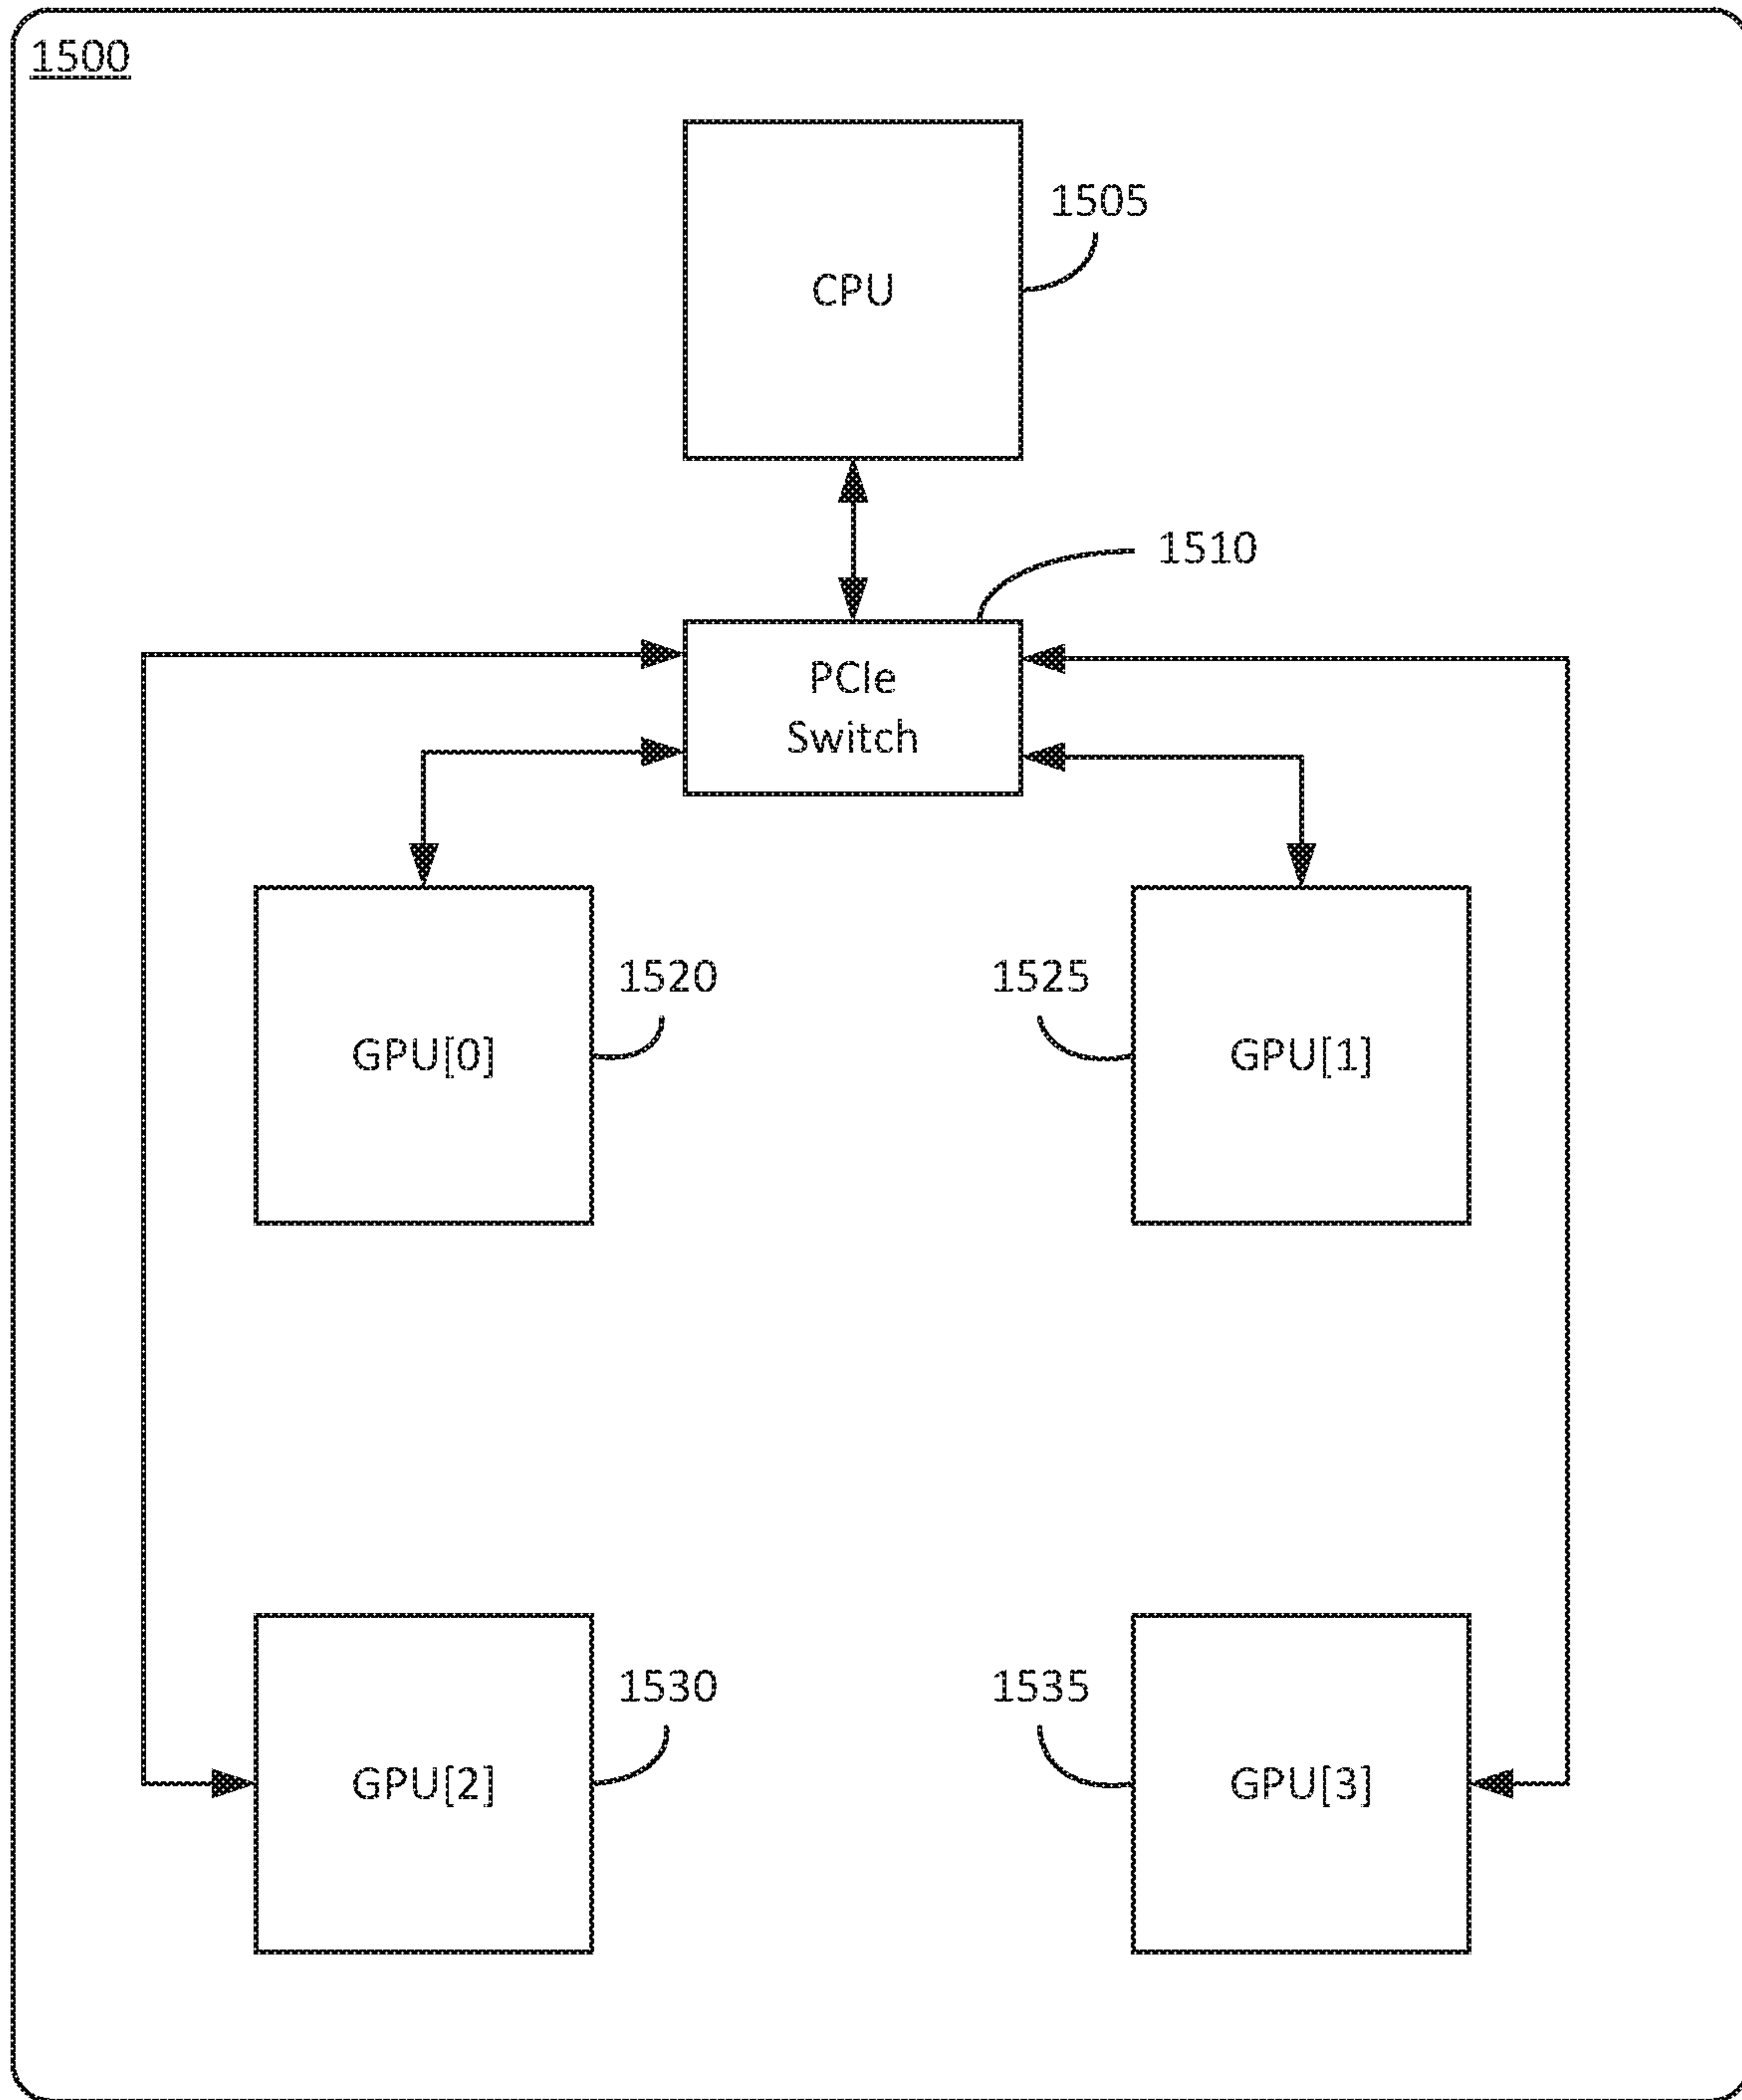 1500
1505
CPU
1510
PCIe
Switch
1520
1525
GPU[0]
GPU[1]
1530
1535
GPU[2]
GPU[3]